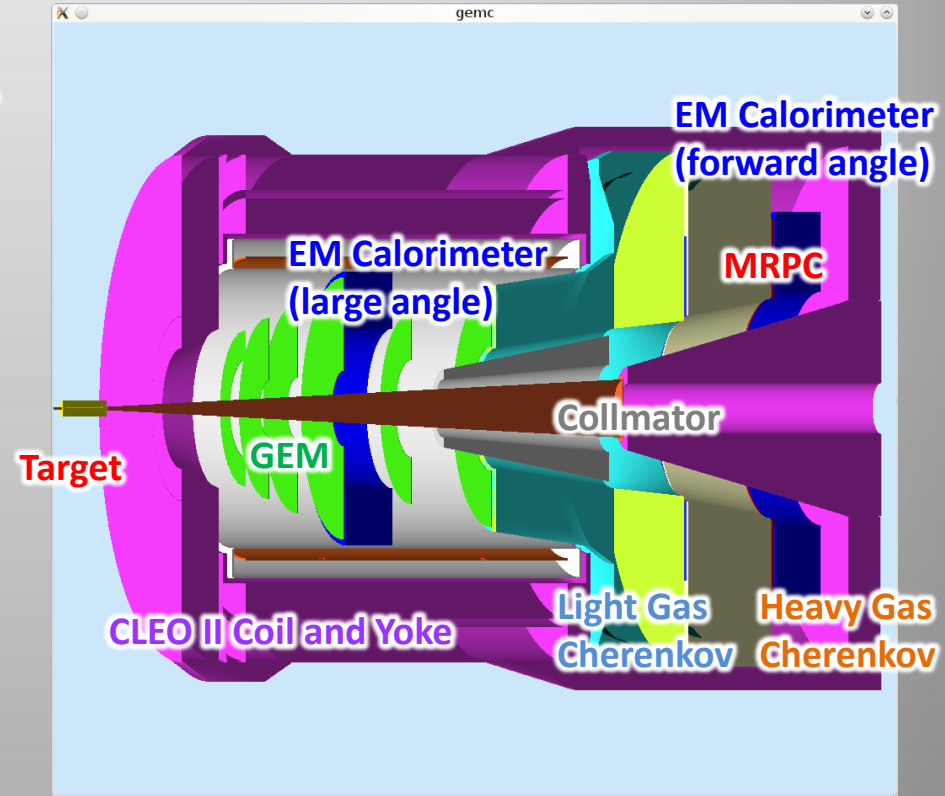 gemc
EM Calorimeter
(forward angle)
EM Calorimeter
(large angle)
MRPC
Collmator
Target
GEM
CLEO II Coil and Yoke
Light Gas
Cherenkov
Heavy Gas
Cherenkov